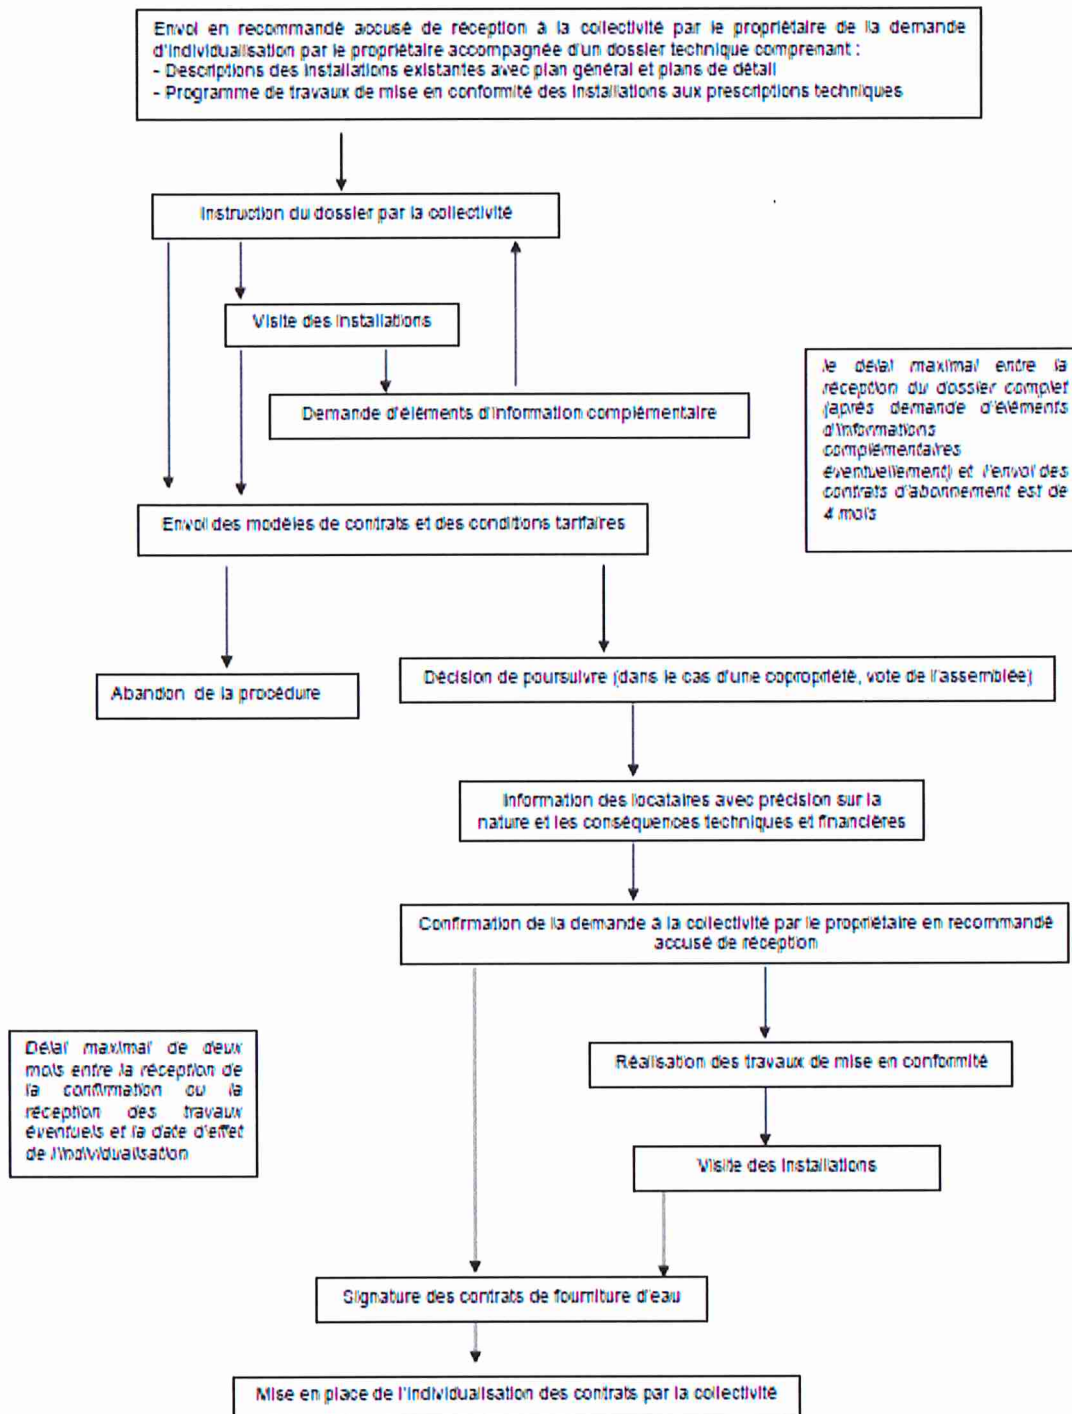 Envoi en recommandé accusé de réception à la collectivité par le propriétaire de la demande
d'individualisation par le propriétaire accompagnée d'un dossier technique comprenant :
- Descriptions des installations existantes avec plan général et plans de détail
- Programme de travaux de mise en conformité des installations aux prescriptions techniques
Instruction du dossier par la collectivité
Visite des installations
Demande d'éléments d'information complémentaire
le délai maximal entre la
réception du dossier complet
(après demande d'éléments
d'informations
complémentaires
éventuellement) et l'envoi des
contrats d'abonnement est de
4 mois
Envoi des modèles de contrats et des conditions tarifaires
Abandon de la procédure
Décision de poursuivre (dans le cas d'une copropriété, vote de l'assemblée)
Information des locataires avec précision sur la
nature et les conséquences techniques et financières
Confirmation de la demande à la collectivité par le propriétaire en recommandé
accusé de réception
Délai maximal de deux
mois entre la réception de
la confirmation ou la
réception des travaux
éventuels et la date d'effet
de l'individualisation
Réalisation des travaux de mise en conformité
Visite des installations
Signature des contrats de fourniture d'eau
Mise en place de l'individualisation des contrats par la collectivité